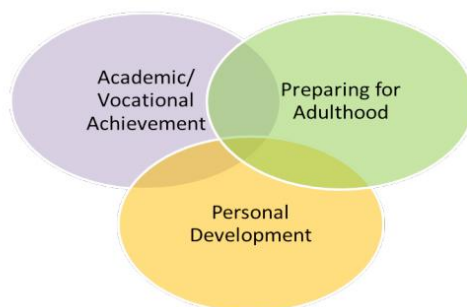 Academic/
Vocational
Achievement
Preparing for
Adulthood
Personal
Development